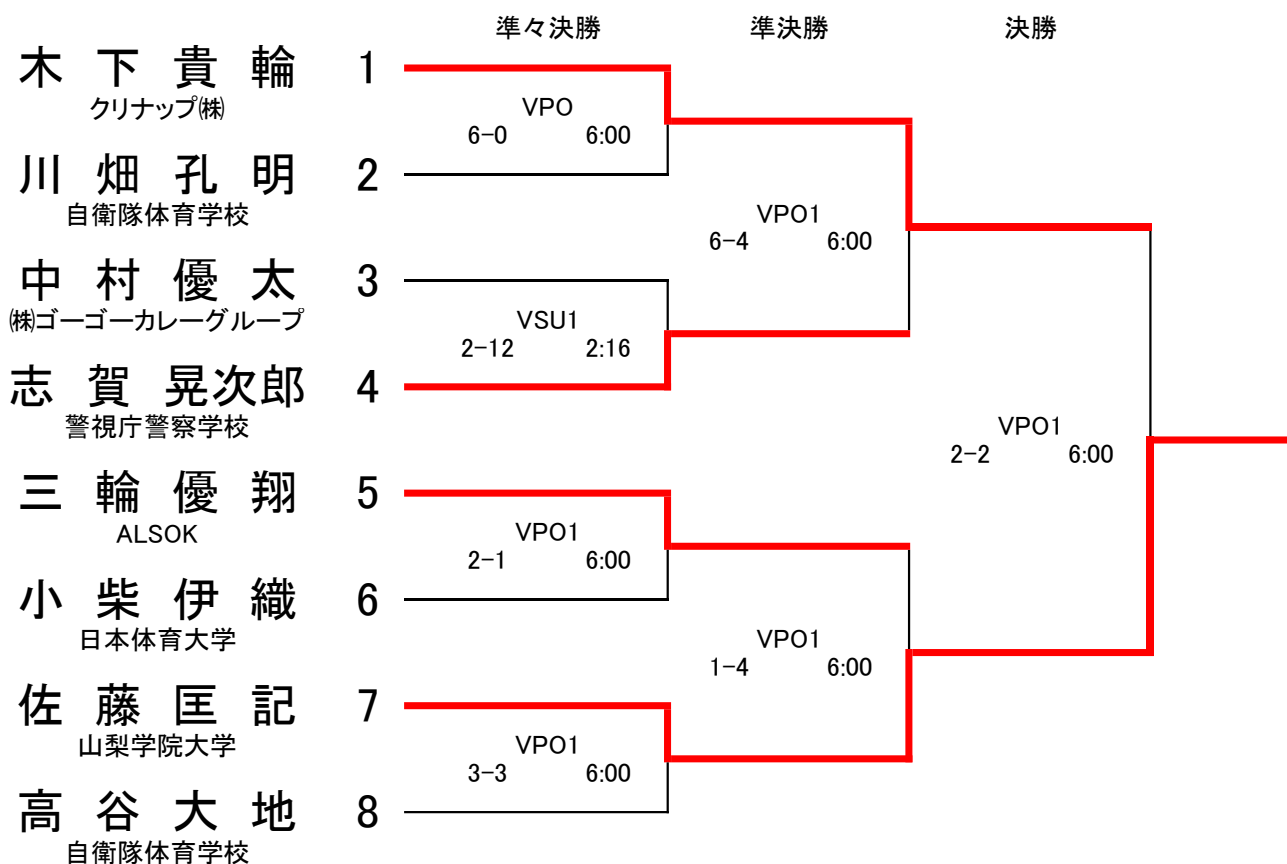 準々決勝 準決勝 決勝
木下貴輪 1
クリナップ㈱
VPO
6-0 6:00
川畑孔明 2
自衛隊体育学校
VPO1
6-4 6:00
中村優太 3
㈱ゴーゴーカレーグループ
VSU1
2-12 2:16
志賀晃次郎 4
警視庁警察学校
VPO1
2-2 6:00
三輪優翔 5
ALSOK
VPO1
2-1 6:00
小柴伊織 6
日本体育大学
VPO1
1-4 6:00
佐藤匡記 7
山梨学院大学
VPO1
3-3 6:00
高谷大地 8
自衛隊体育学校